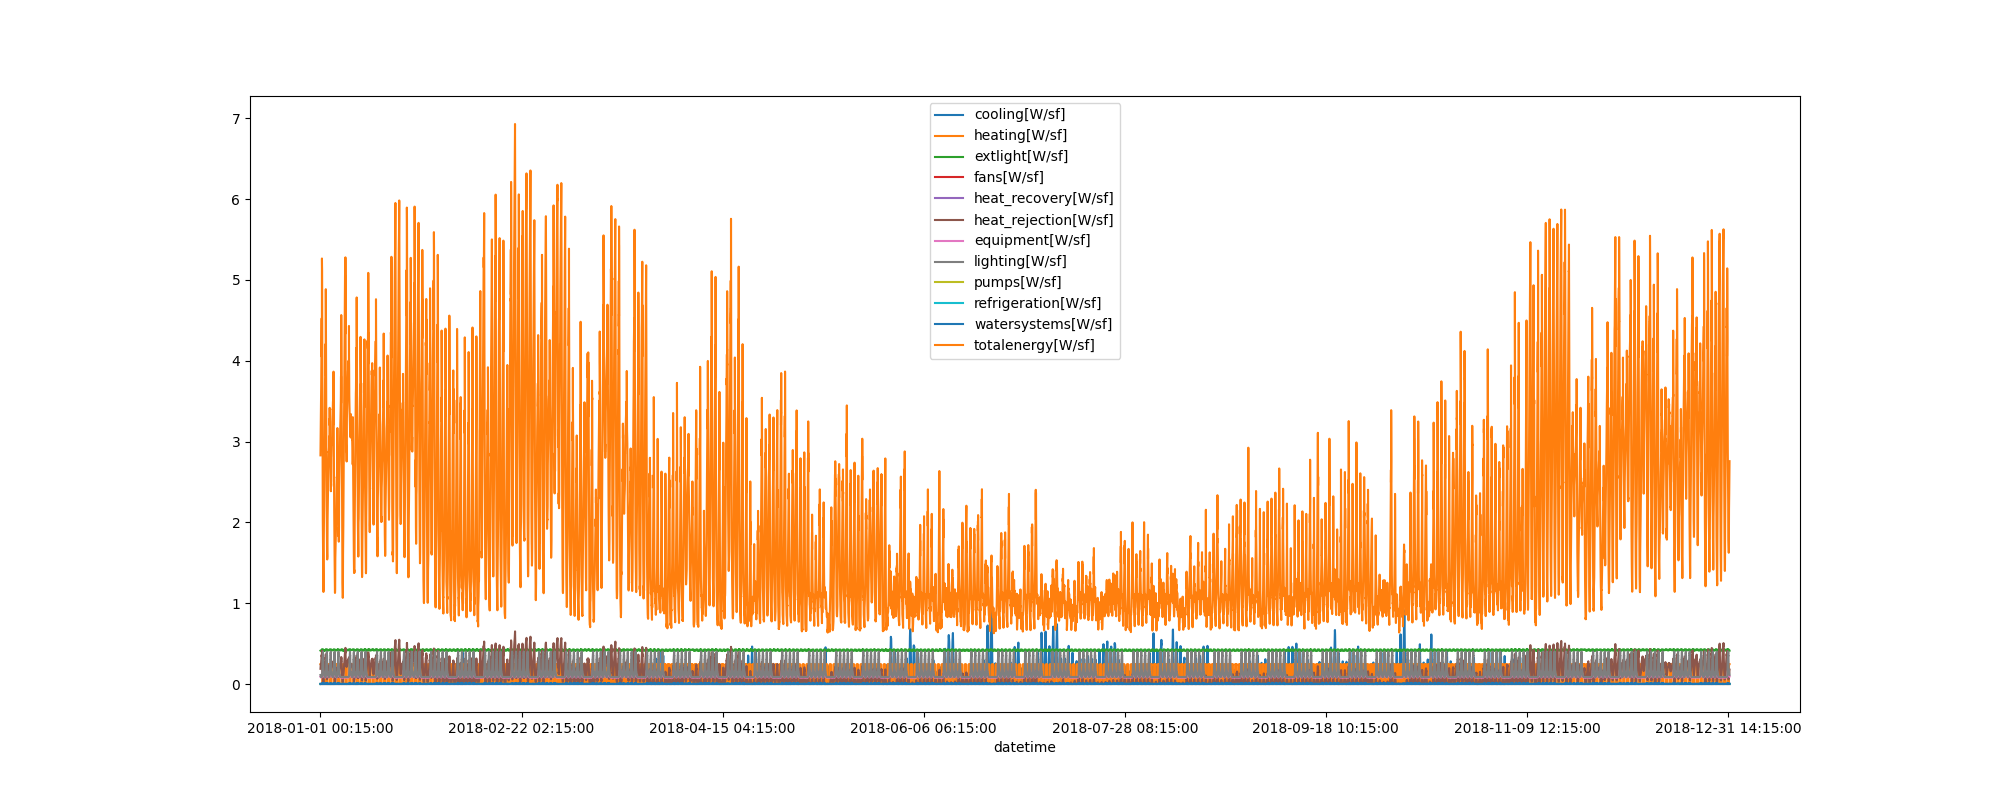 7
6
5
4
3
2
1
0
cooling[W/sf]
heating[W/sf]
extlight[W/sf]
fans[W/sf]
heat_recovery[W/sf]
heat_rejection[W/sf]
equipment[W/sf]
lighting[W/sf]
pumps[W/sf]
refrigeration[W/sf]
watersystems[W/sf]
totalenergy[W/sf]
2018-01-01 00:15:00 2018-02-22 02:15:00 2018-04-15 04:15:00 2018-06-06 06:15:00 2018-07-28 08:15:00 2018-09-18 10:15:00 2018-11-09 12:15:00 2018-12-31 14:15:00
datetime